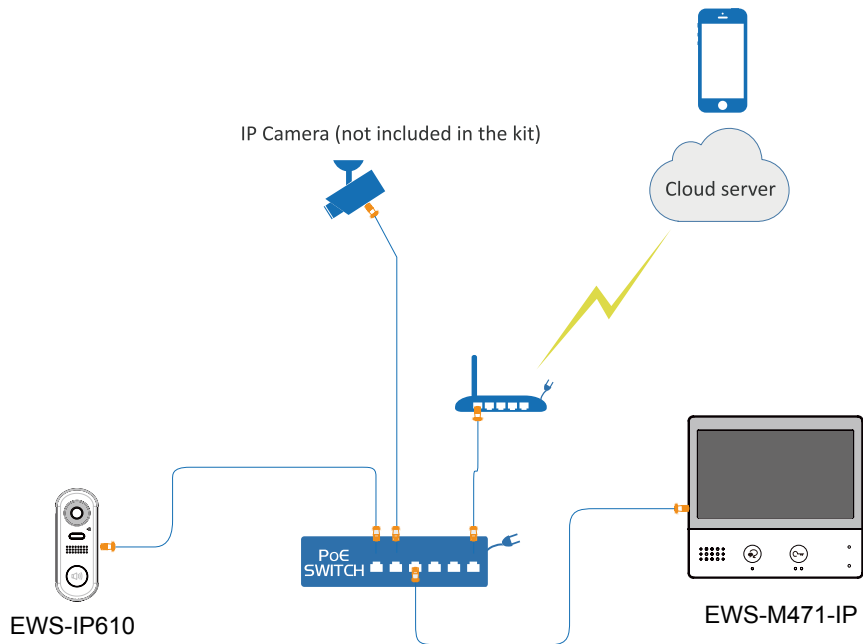 IP Camera (not included in the kit)
Cloud server
PoE
SWITCH
EWS-IP610
EWS-M471-IP